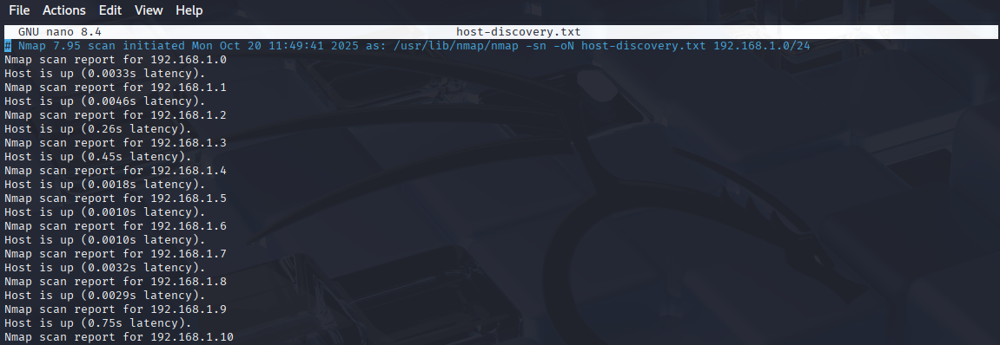 File Actions Edit View Help
GNU nano 8.4 host-discovery.txt
# Nmap 7.95 scan initiated Mon Oct 20 11:49:41 2025 as: /usr/lib/nmap/nmap -sn -oN host-discovery.txt 192.168.1.0/24
Nmap scan report for 192.168.1.0
Host is up (0.0033s latency).
Nmap scan report for 192.168.1.1
Host is up (0.0046s latency).
Nmap scan report for 192.168.1.2
Host is up (0.26s latency).
Nmap scan report for 192.168.1.3
Host is up (0.45s latency).
Nmap scan report for 192.168.1.4
Host is up (0.0018s latency).
Nmap scan report for 192.168.1.5
Host is up (0.0010s latency).
Nmap scan report for 192.168.1.6
Host is up (0.0010s latency).
Nmap scan report for 192.168.1.7
Host is up (0.0032s latency).
Nmap scan report for 192.168.1.8
Host is up (0.0029s latency).
Nmap scan report for 192.168.1.9
Host is up (0.75s latency).
Nmap scan report for 192.168.1.10